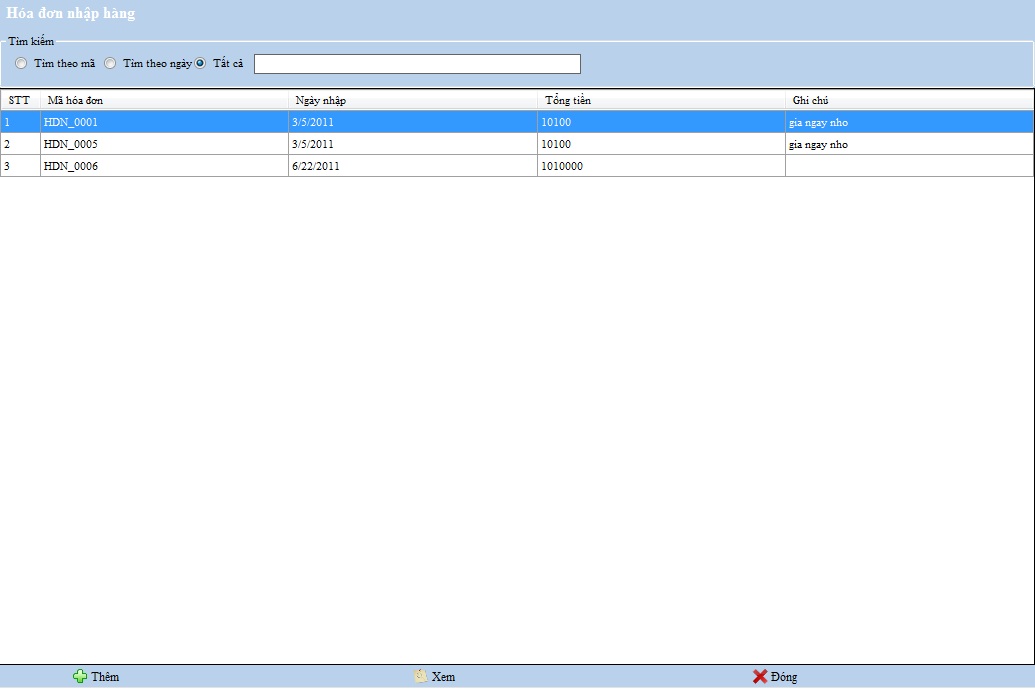 Hóa đơn nhập hàng
Tìm kiếm
Tìm theo mã Tìm theo ngày Tất cả
STT Mã hóa đơn Ngày nhập Tổng tiền Ghi chú
1 HDN_0001 3/5/2011 10100 gia ngay nho
2 HDN_0005 3/5/2011 10100 gia ngay nho
3 HDN_0006 6/22/2011 1010000
Thêm Xem Đóng